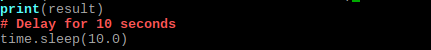 print(result)
# Delay for 10 seconds
time.sleep(10.0)